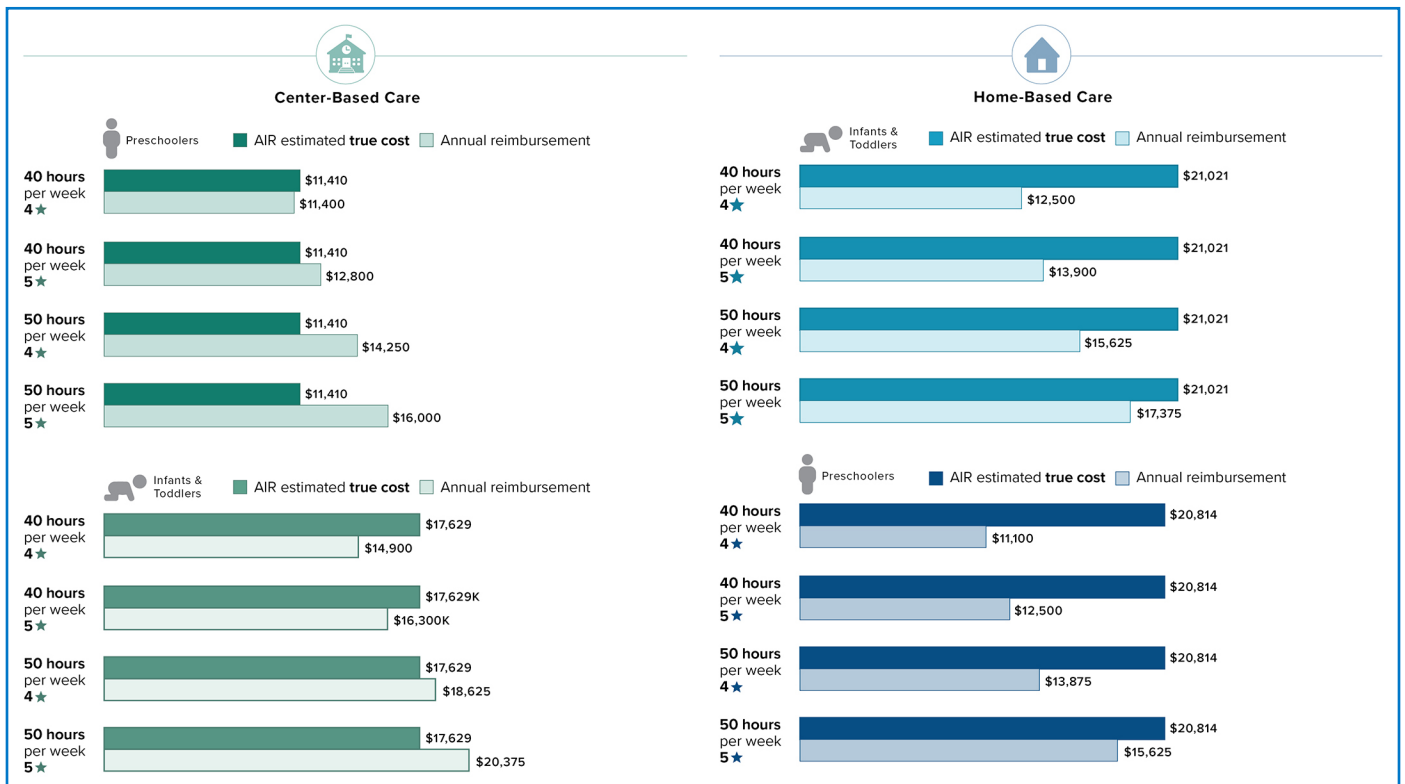 Center-Based Care
Preschoolers
AIR estimated true cost
Annual reimbursement
40 hours
per week
4★
$11,410
$11,400
40 hours
per week
5★
$11,410
$12,800
50 hours
per week
4★
$11,410
$14,250
50 hours
per week
5★
$11,410
$16,000
Infants &
Toddlers
AIR estimated true cost
Annual reimbursement
40 hours
per week
4★
$17,629
$14,900
40 hours
per week
5★
$17,629K
$16,300K
50 hours
per week
4★
$17,629
$18,625
50 hours
per week
5★
$17,629
$20,375
Home-Based Care
Infants &
Toddlers
AIR estimated true cost
Annual reimbursement
40 hours
per week
4★
$21,021
$12,500
40 hours
per week
5★
$21,021
$13,900
50 hours
per week
4★
$21,021
$15,625
50 hours
per week
5★
$21,021
$17,375
Preschoolers
AIR estimated true cost
Annual reimbursement
40 hours
per week
4★
$20,814
$11,100
40 hours
per week
5★
$20,814
$12,500
50 hours
per week
4★
$20,814
$13,875
50 hours
per week
5★
$20,814
$15,625